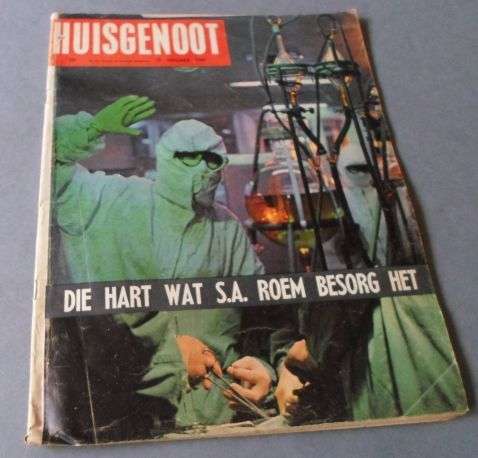 HUISGENOOT
DIE HART WAT S.A. ROEM BESORG HET